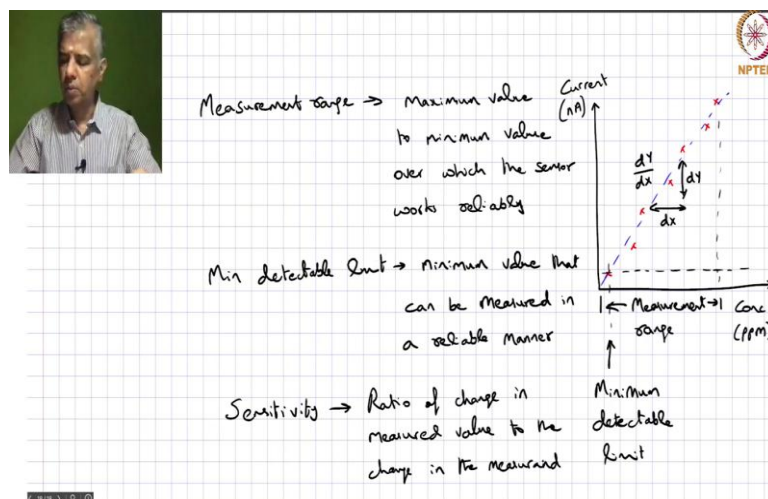 NPTEL
Measurement range → Maximum value
to minimum value
over which the sensor
works reliably
Min detectable limit → Minimum value that
can be measured in
a reliable manner
Sensitivity → Ratio of change in
measured value to the
change in the measurand
Current
(nA)
dY
dX
dY
dX
← Measurement →
range
Conc
(ppm)
Minimum
detectable
limit